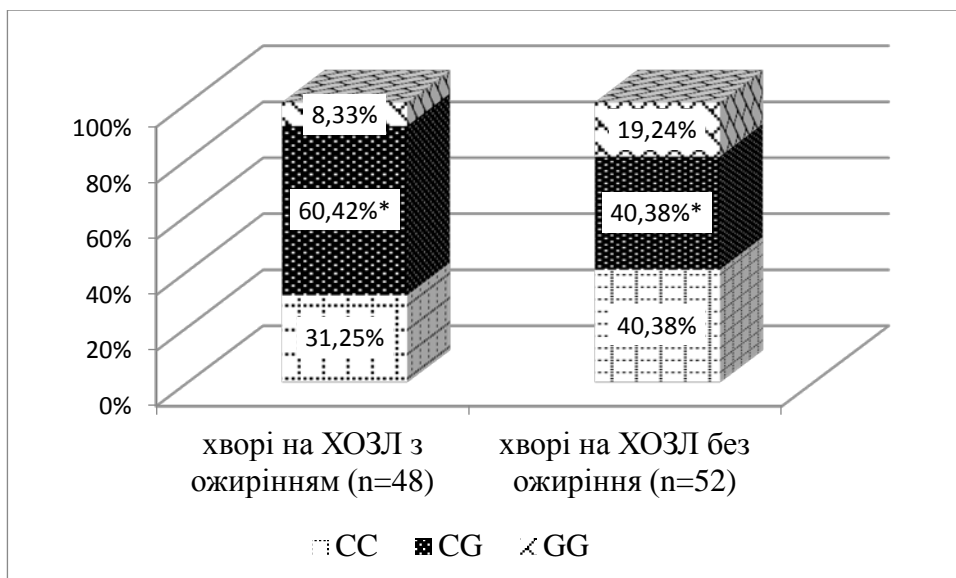 100%
80%
60%
40%
20%
0%
8,33%
60,42%*
31,25%
19,24%
40,38%*
40,38%
хворі на ХОЗЛ з
ожирінням (n=48)
хворі на ХОЗЛ без
ожиріння (n=52)
CC CG GG